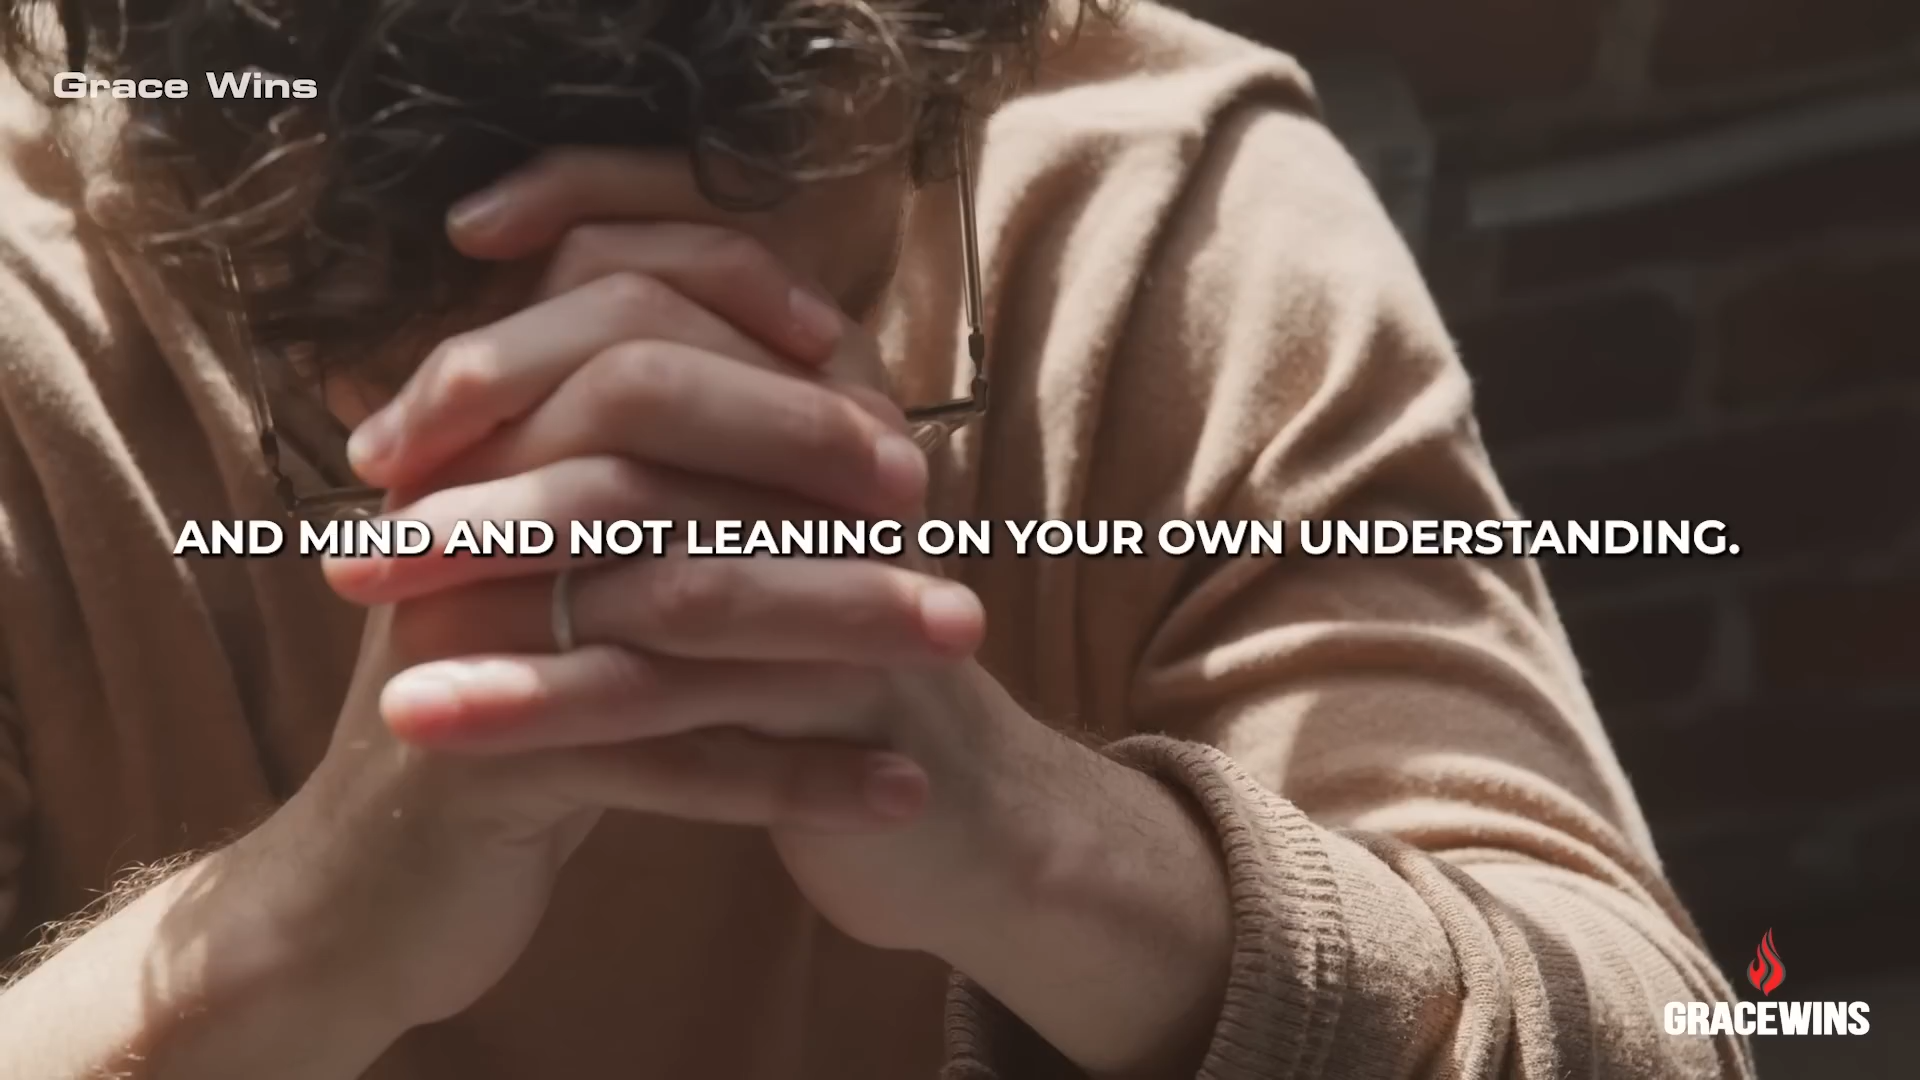 Grace Wins
AND MIND AND NOT LEANING ON YOUR OWN UNDERSTANDING.
GRACEWINS